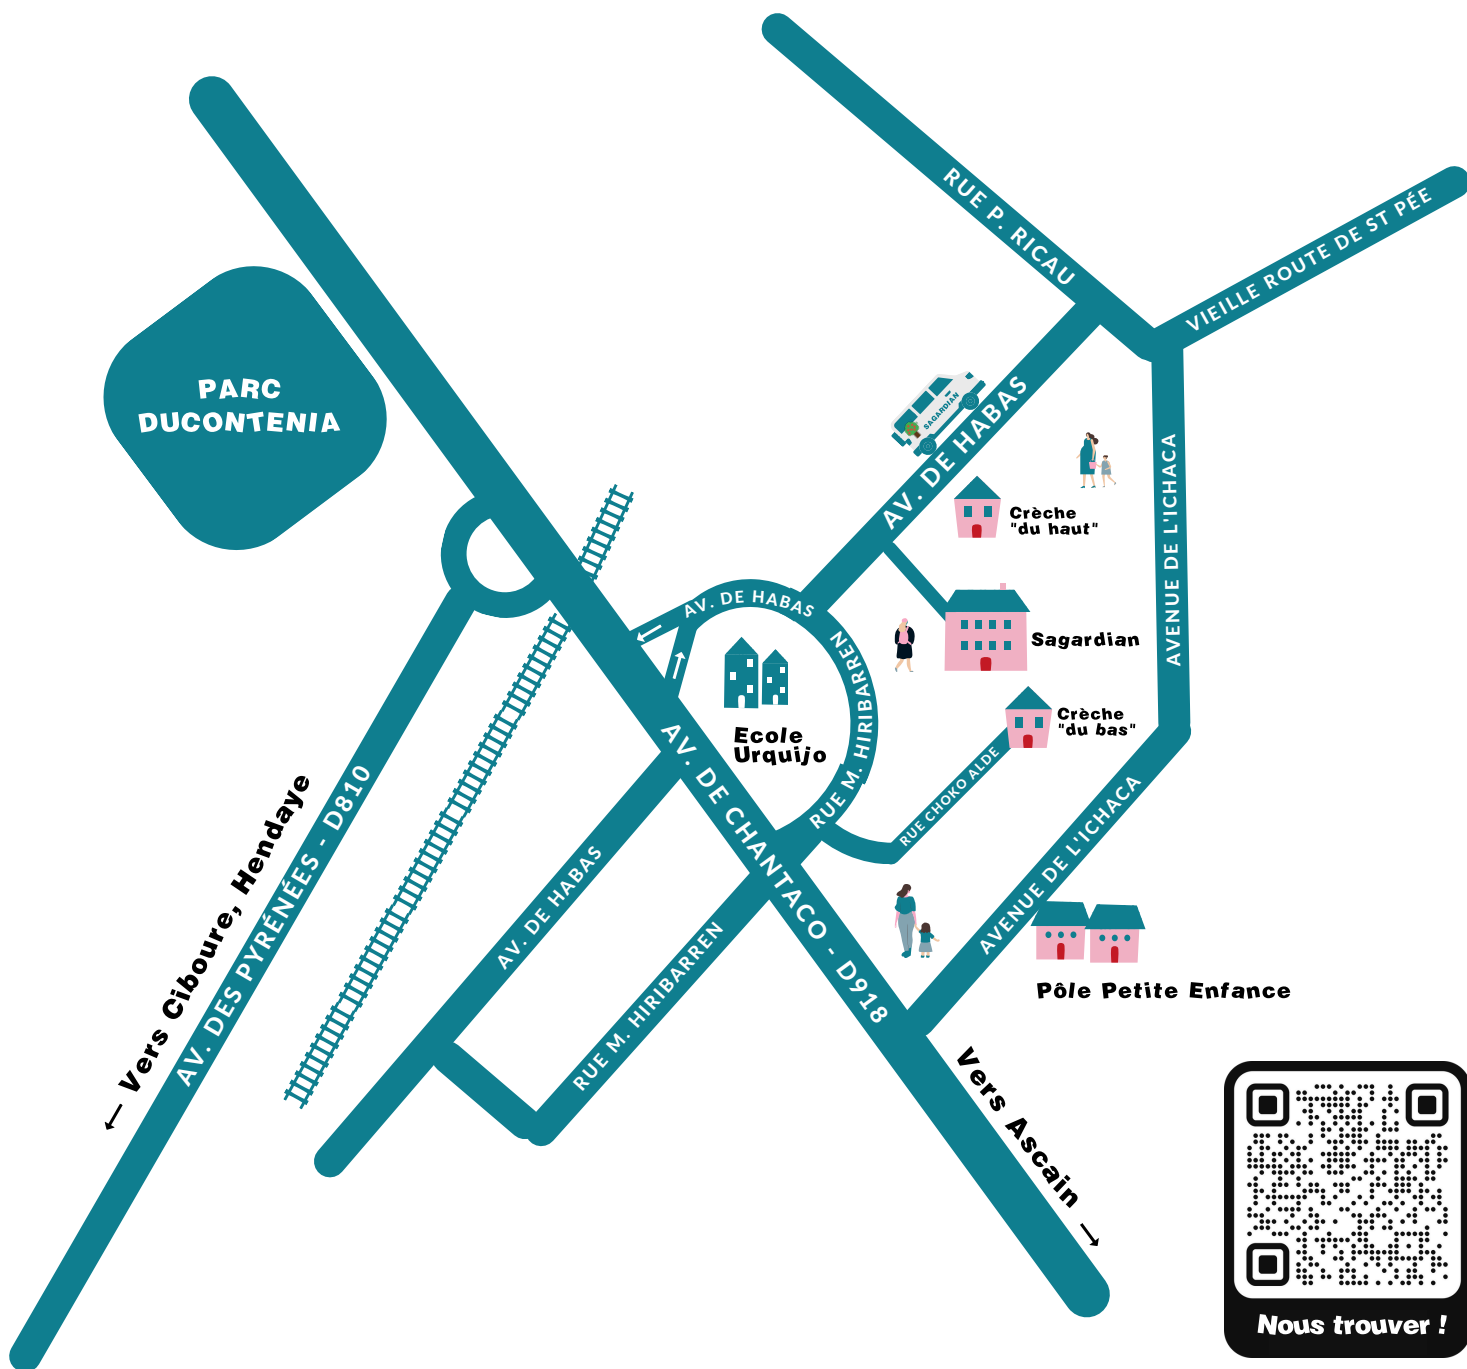 RUE P. RICAU
VIEILLE ROUTE DE ST PÉE
PARC
DUCONTENIA
SAGARDIAN
AV. DE HABAS
AVENUE DE L'ICHACA
Crèche
"du haut"
AV. DE HABAS
RUE M. HIRIBARREN
Sagardian
Ecole
Urquijo
Crèche
"du bas"
RUE M. HIRIBARREN
RUE CHOKO ALDE
AV. DE CHANTACO - D918
AVENUE DE L'ICHACA
← Vers Ciboure, Hendaye
AV. DES PYRÉNÉES - D810
AV. DE HABAS
RUE M. HIRIBARREN
Pôle Petite Enfance
Vers Ascain →
Nous trouver !